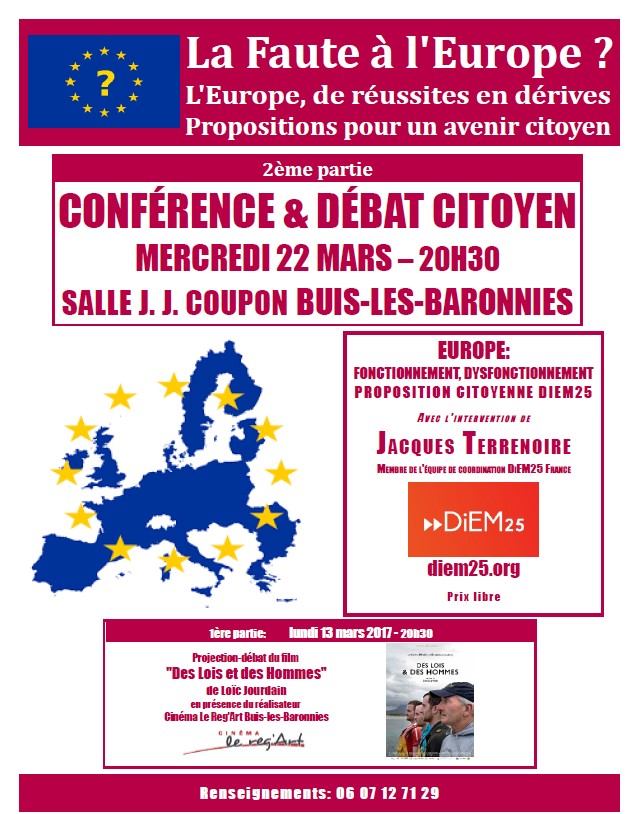 ?
La Faute à l'Europe ?
L'Europe, de réussites en dérives
Propositions pour un avenir citoyen
2ème partie
CONFÉRENCE & DÉBAT CITOYEN
MERCREDI 22 MARS – 20H30
SALLE J. J. COUPON BUIS-LES-BARONNIES
EUROPE:
FONCTIONNEMENT, DYSFONCTIONNEMENT
PROPOSITION CITOYENNE DIEM25
AVEC L'INTERVENTION DE
JACQUES TERRENOIRE
MEMBRE DE L'ÉQUIPE DE COORDINATION DiEM25 FRANCE
DiEM25
diem25.org
Prix libre
1ère partie: lundi 13 mars 2017 - 20h30
Projection-débat du film
"Des Lois et des Hommes"
de Loïc Jourdain
en présence du réalisateur
Cinéma Le Reg'Art Buis-les-Baronnies
CINÉMA
le reg'Art
DES LOIS
& DES HOMMES
Renseignements: 06 07 12 71 29